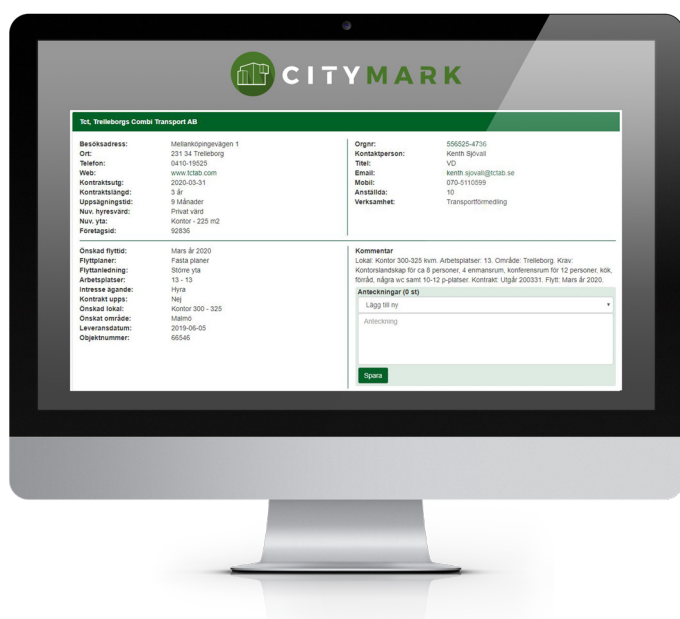 CITYMARK
Tct, Trelleborgs Combi Transport AB
Besöksadress: Mellanköpingevägen 1
Ort: 231 34 Trelleborg
Telefon: 0410-19525
Web: www.tctab.com
Kontraktsutg: 2020-03-31
Kontraktslängd: 3 år
Uppsägningstid: 9 Månader
Nuv. hyresvärd: Privat värd
Nuv. yta: Kontor - 225 m2
Företagsid: 92836
Orgnr: 556525-4736
Kontaktperson: Kenth Sjövall
Titel: VD
Email: kenth.sjovall@tctab.se
Mobil: 070-5110599
Anställda: 10
Verksamhet: Transportförmedling
Önskad flyttid: Mars år 2020
Flyttplaner: Fasta planer
Flyttanledning: Större yta
Arbetsplatser: 13 - 13
Intresse ägande: Hyra
Kontrakt upps: Nej
Önskad lokal: Kontor 300 - 325
Önskat område: Malmö
Leveransdatum: 2019-06-05
Objektnummer: 66546
Kommentar
Lokal: Kontor 300-325 kvm. Arbetsplatser: 13. Område: Trelleborg. Krav:
Kontorslandskap för ca 8 personer, 4 enmansrum, konferensrum för 12 personer, kök,
förråd, några wc samt 10-12 p-platser. Kontrakt: Utgår 200331. Flytt: Mars år 2020.
Anteckningar (0 st)
Lägg till ny
Anteckning
Spara